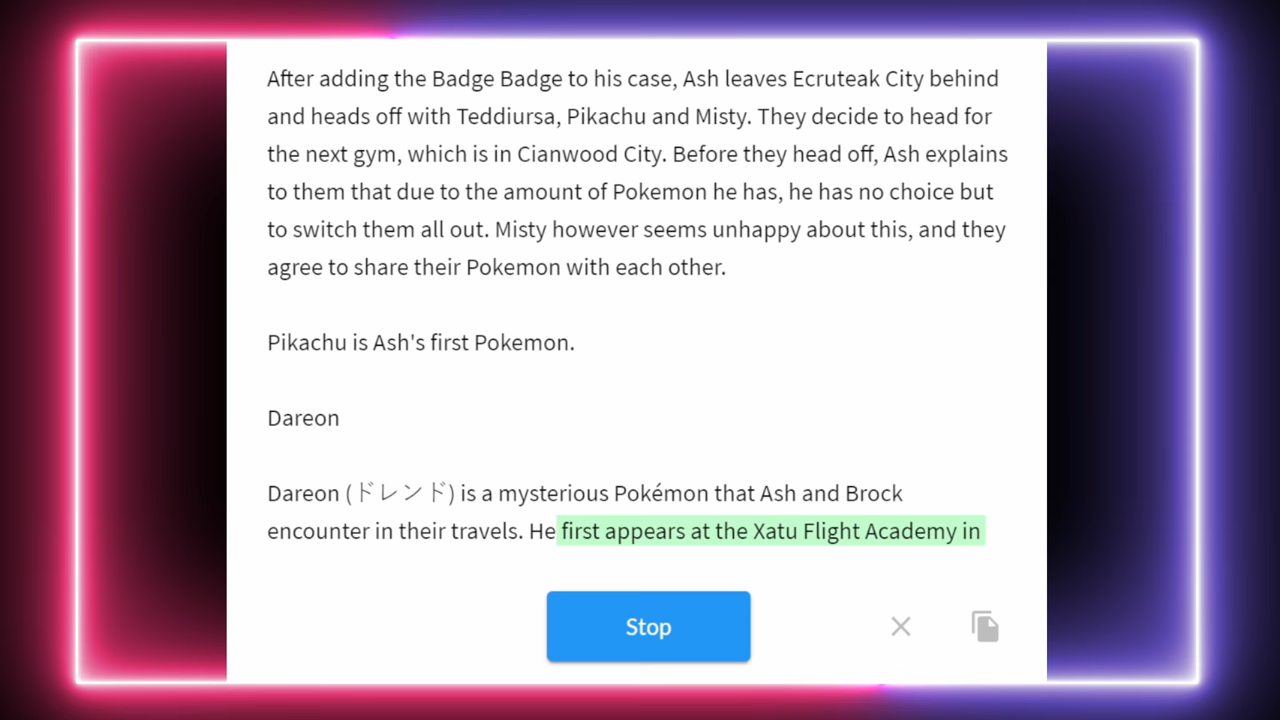 After adding the Badge Badge to his case, Ash leaves Ecruteak City behind
and heads off with Teddiursa, Pikachu and Misty. They decide to head for
the next gym, which is in Cianwood City. Before they head off, Ash explains
to them that due to the amount of Pokemon he has, he has no choice but
to switch them all out. Misty however seems unhappy about this, and they
agree to share their Pokemon with each other.
Pikachu is Ash's first Pokemon.
Dareon
Dareon (ドレンド) is a mysterious Pokémon that Ash and Brock
encounter in their travels. He first appears at the Xatu Flight Academy in
Stop